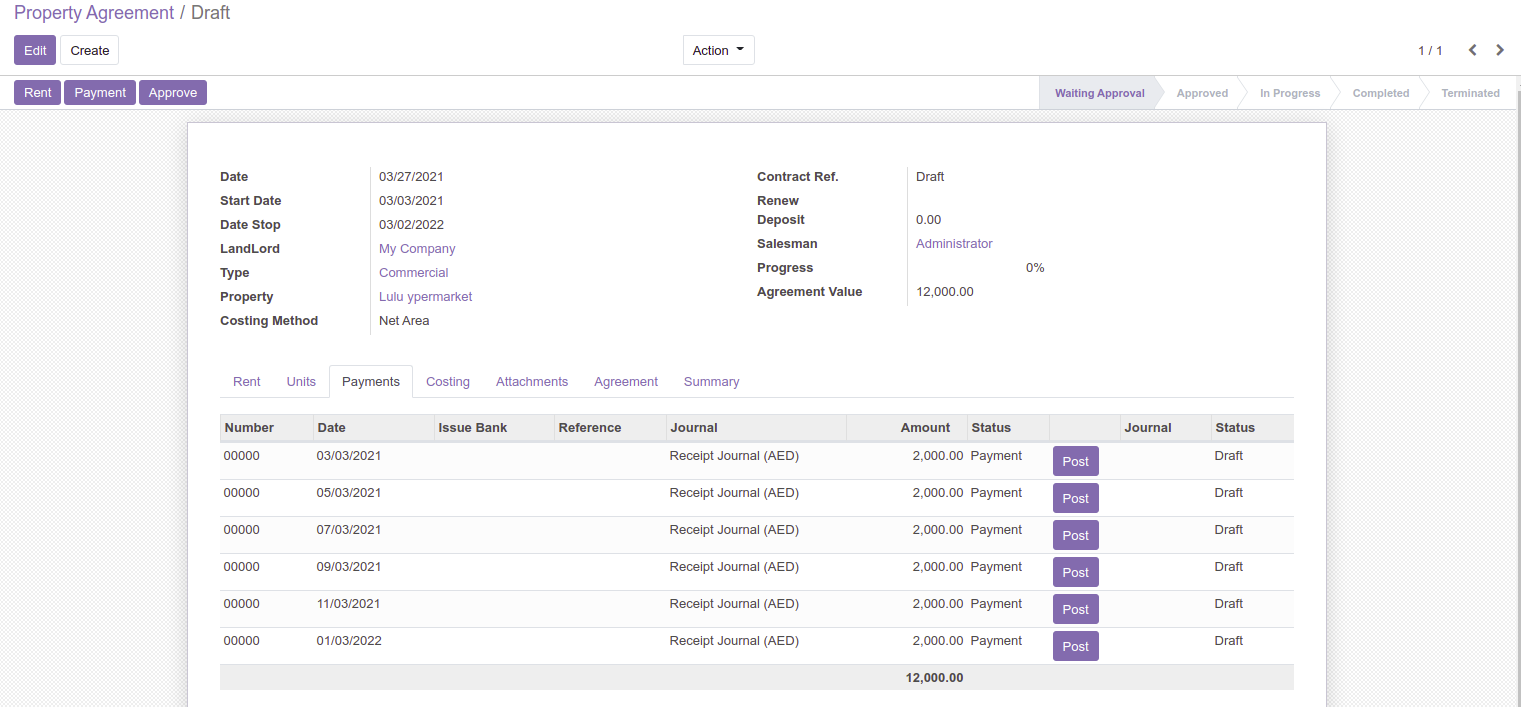 Property Agreement / Draft
Edit Create Action 1 / 1
Rent Payment Approve Waiting Approval Approved In Progress Completed Terminated
Date 03/27/2021 Contract Ref. Draft
Start Date 03/03/2021 Renew
Date Stop 03/02/2022 Deposit 0.00
LandLord My Company Salesman Administrator
Type Commercial Progress 0%
Property Lulu ypermarket Agreement Value 12,000.00
Costing Method Net Area
Rent Units Payments Costing Attachments Agreement Summary
Number Date Issue Bank Reference Journal Amount Status Journal Status
00000 03/03/2021 Receipt Journal (AED) 2,000.00 Payment Post Draft
00000 05/03/2021 Receipt Journal (AED) 2,000.00 Payment Post Draft
00000 07/03/2021 Receipt Journal (AED) 2,000.00 Payment Post Draft
00000 09/03/2021 Receipt Journal (AED) 2,000.00 Payment Post Draft
00000 11/03/2021 Receipt Journal (AED) 2,000.00 Payment Post Draft
00000 01/03/2022 Receipt Journal (AED) 2,000.00 Payment Post Draft
12,000.00